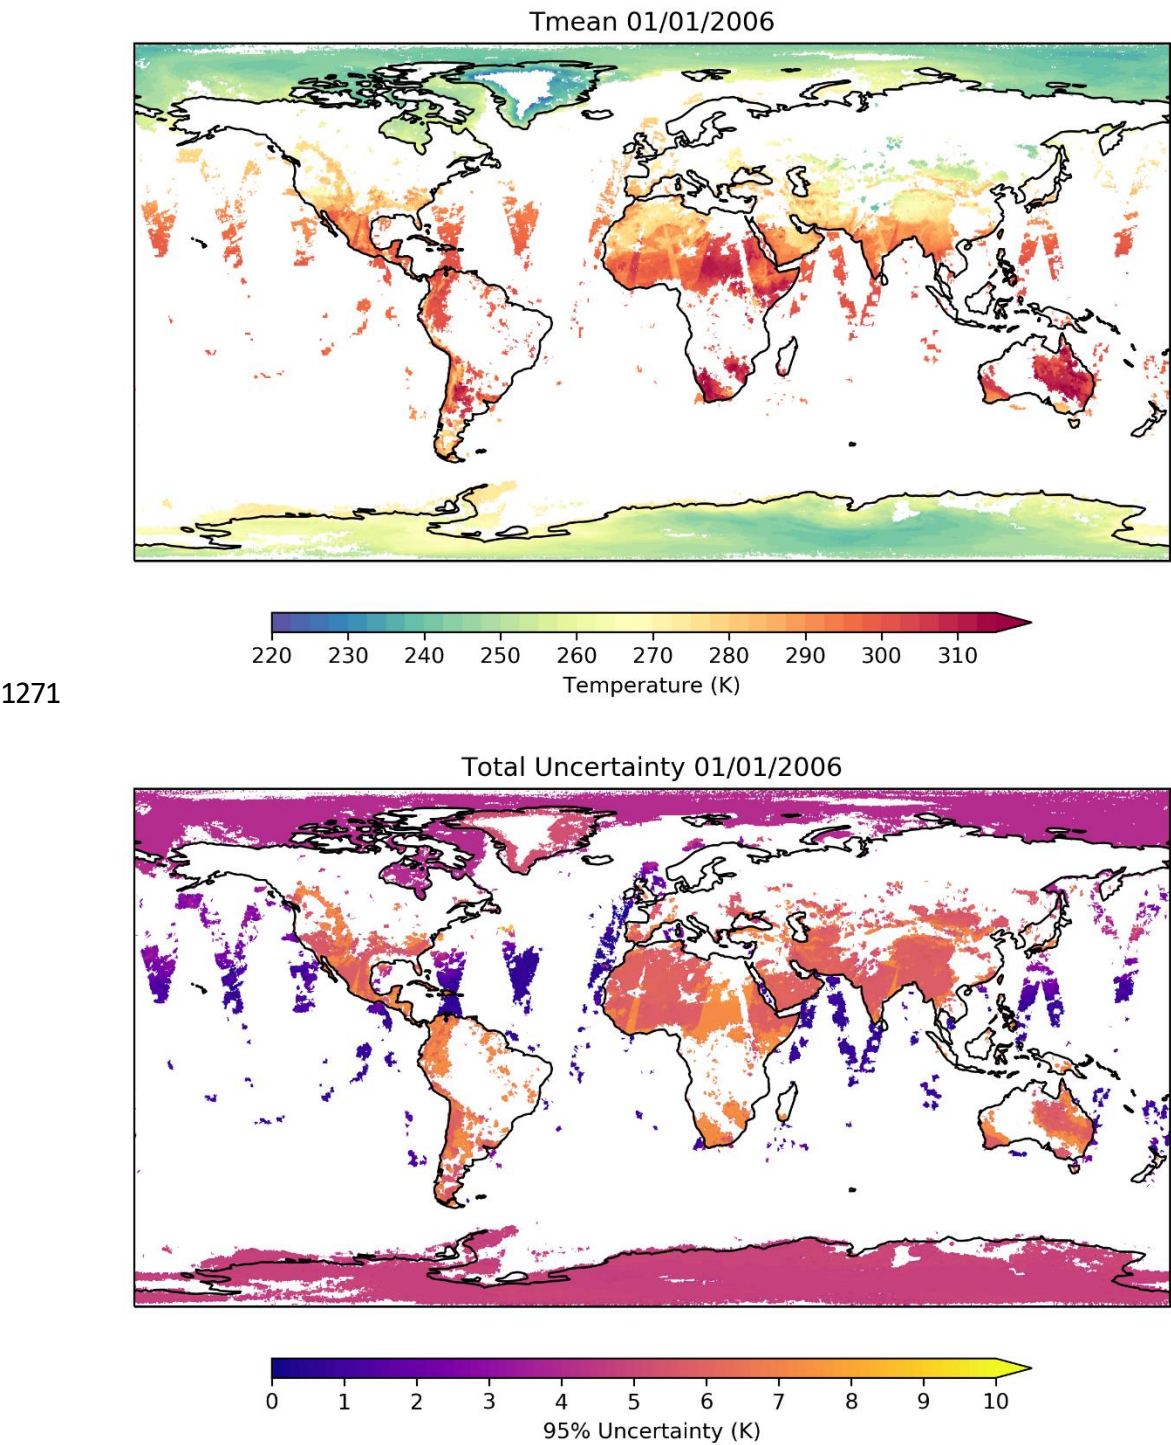 Tmean 01/01/2006
220 230 240 250 260 270 280 290 300 310
Temperature (K)
1271
Total Uncertainty 01/01/2006
0 1 2 3 4 5 6 7 8 9 10
95% Uncertainty (K)